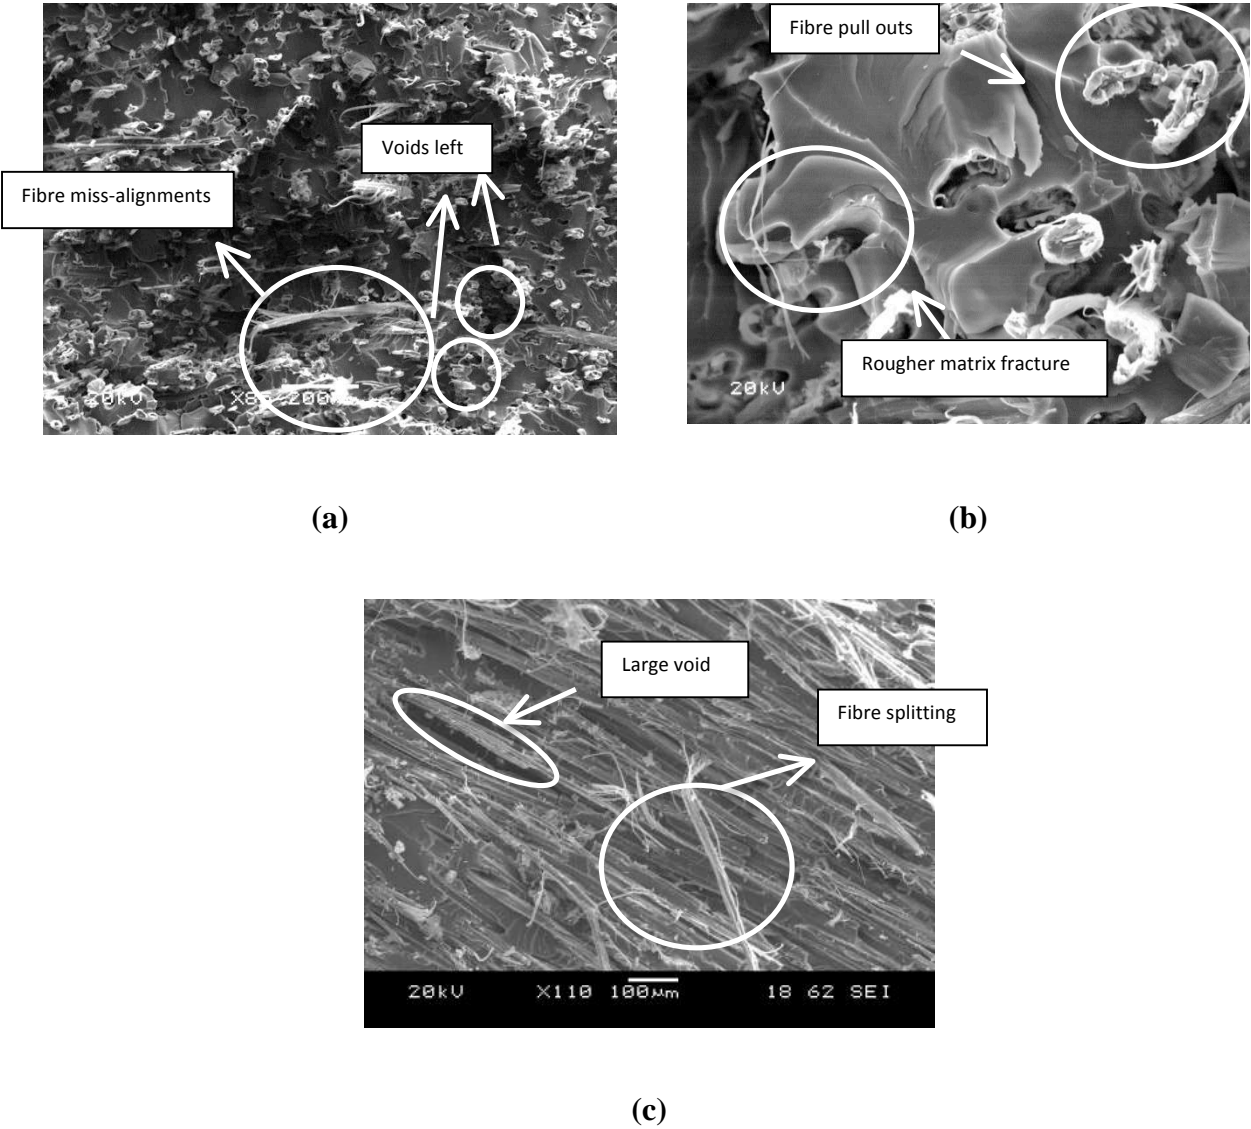 Fibre pull outs
Voids left
Fibre miss-alignments
Rougher matrix fracture
20kV
20kV
(a)
(b)
Large void
Fibre splitting
20kV X110 100µm 18 62 SEI
(c)